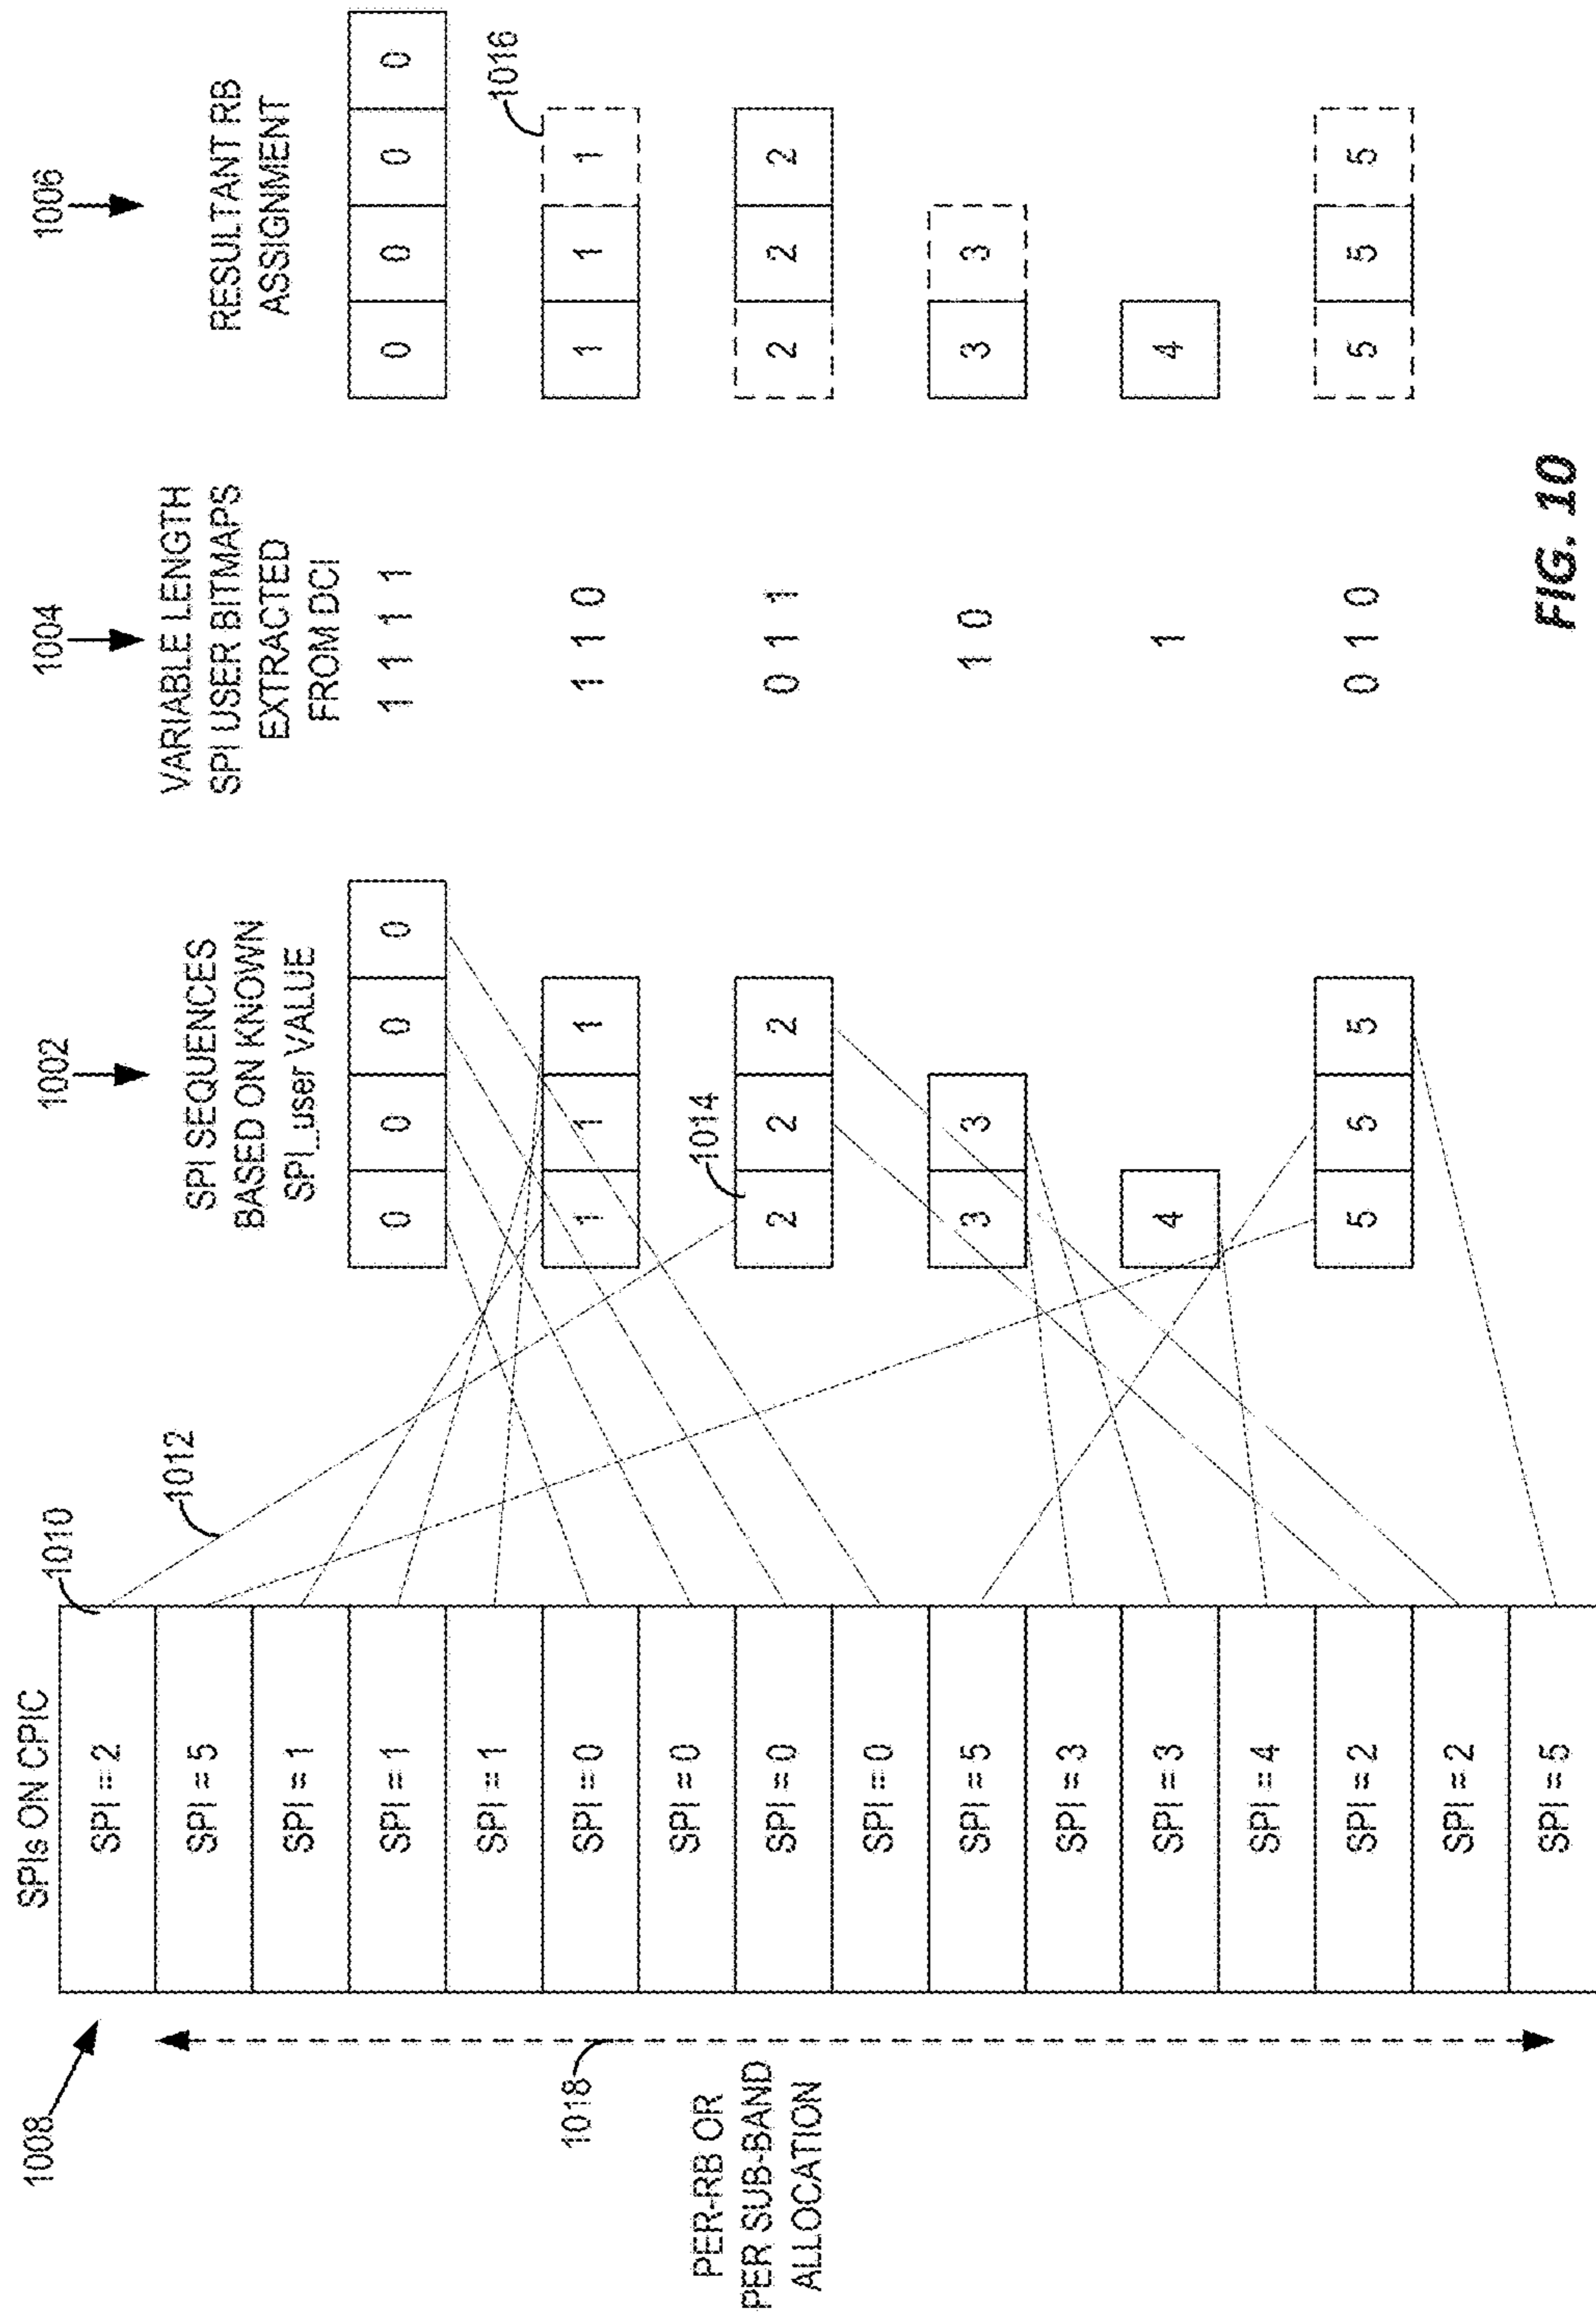 1008
SPIs ON CPIC
1010
SPI = 2
SPI = 5
SPI = 1
SPI = 1
SPI = 1
SPI = 0
SPI = 0
SPI = 0
SPI = 0
SPI = 5
SPI = 3
SPI = 3
SPI = 4
SPI = 2
SPI = 2
SPI = 5
1018
PER-RB OR
PER SUB-BAND
ALLOCATION
1012
1002
SPI SEQUENCES
BASED ON KNOWN
SPI_user VALUE
0 0 0 0
1 1 1
1014
2 2 2
3 3
4
5 5 5
1004
VARIABLE LENGTH
SPI USER BITMAPS
EXTRACTED
FROM DCI
1 1 1 1
1 1 0
0 1 1
1 0
1
0 1 0
1006
RESULTANT RB
ASSIGNMENT
0 0 0 0
1016
1 1 1
2 2 2
3 3
4
5 5 5
FIG. 10